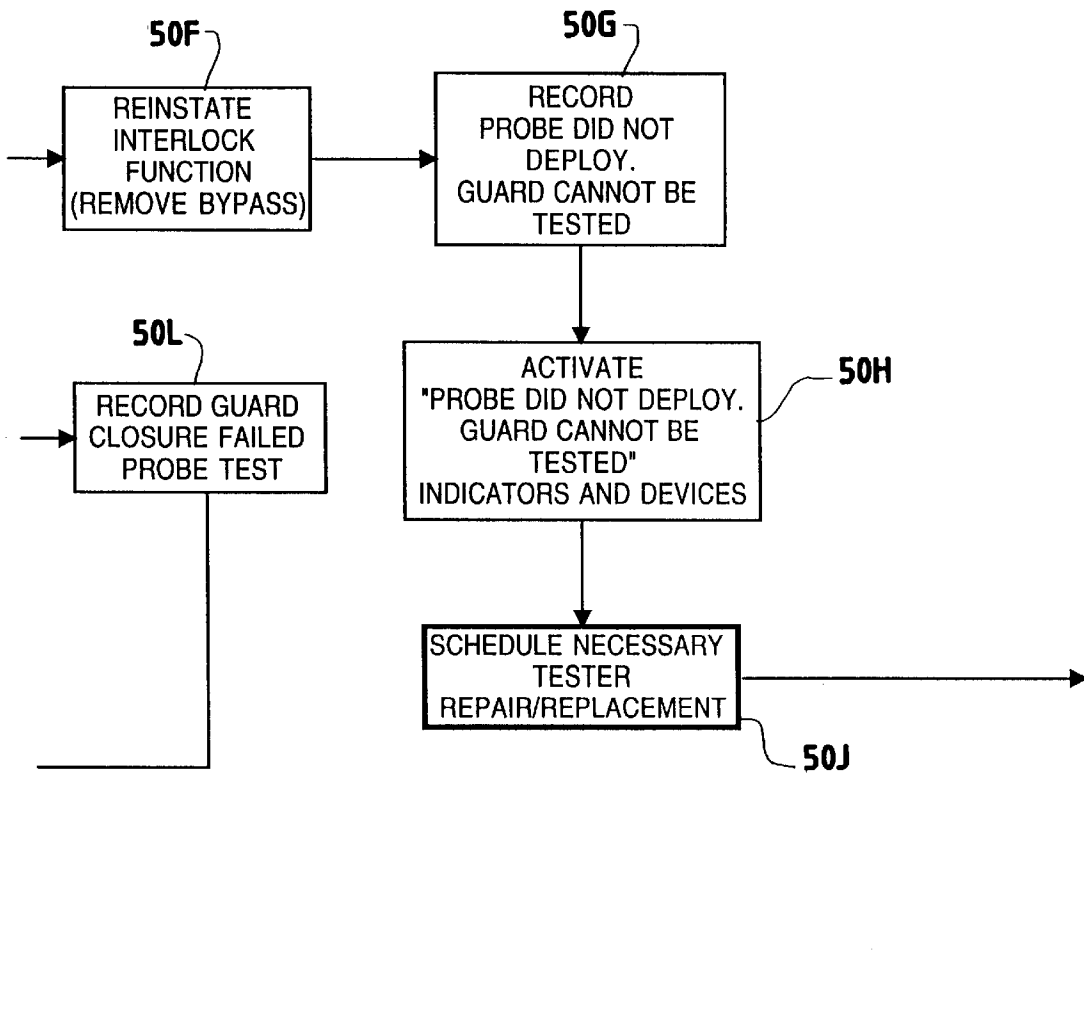 50F
REINSTATE
INTERLOCK
FUNCTION
(REMOVE BYPASS)
50G
RECORD
PROBE DID NOT
DEPLOY.
GUARD CANNOT BE
TESTED
50L
RECORD GUARD
CLOSURE FAILED
PROBE TEST
50H
ACTIVATE
"PROBE DID NOT DEPLOY.
GUARD CANNOT BE
TESTED"
INDICATORS AND DEVICES
SCHEDULE NECESSARY
TESTER
REPAIR/REPLACEMENT
50J